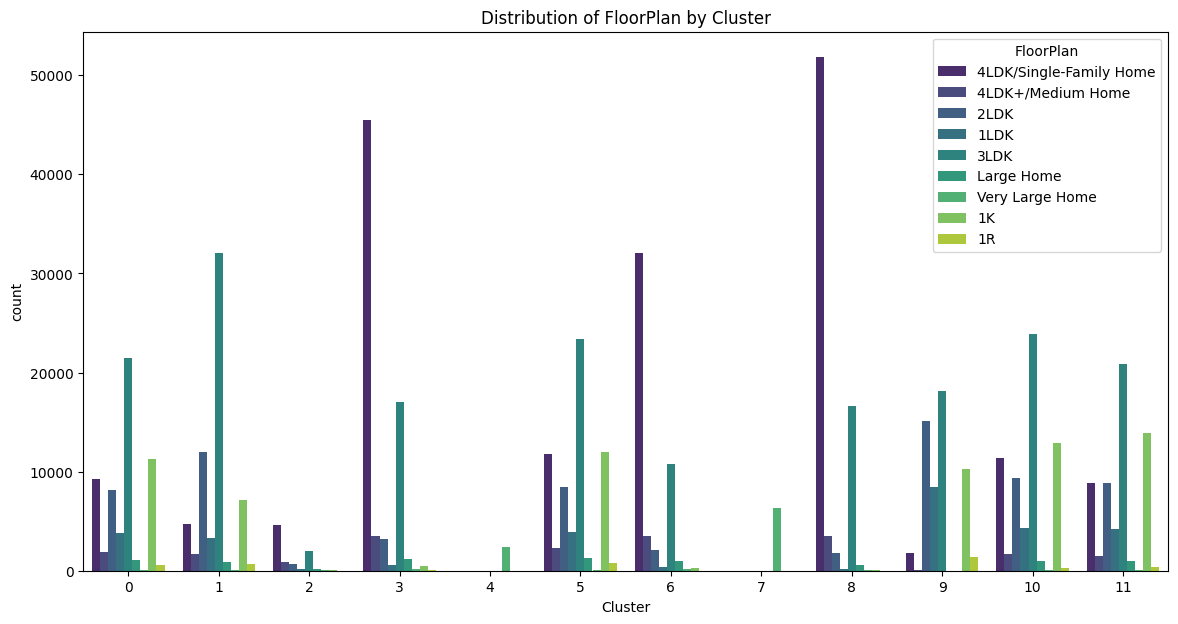 Distribution of FloorPlan by Cluster
FloorPlan
4LDK/Single-Family Home
4LDK+/Medium Home
2LDK
1LDK
3LDK
Large Home
Very Large Home
1K
1R
count
50000
40000
30000
20000
10000
0
0 1 2 3 4 5 6 7 8 9 10 11
Cluster